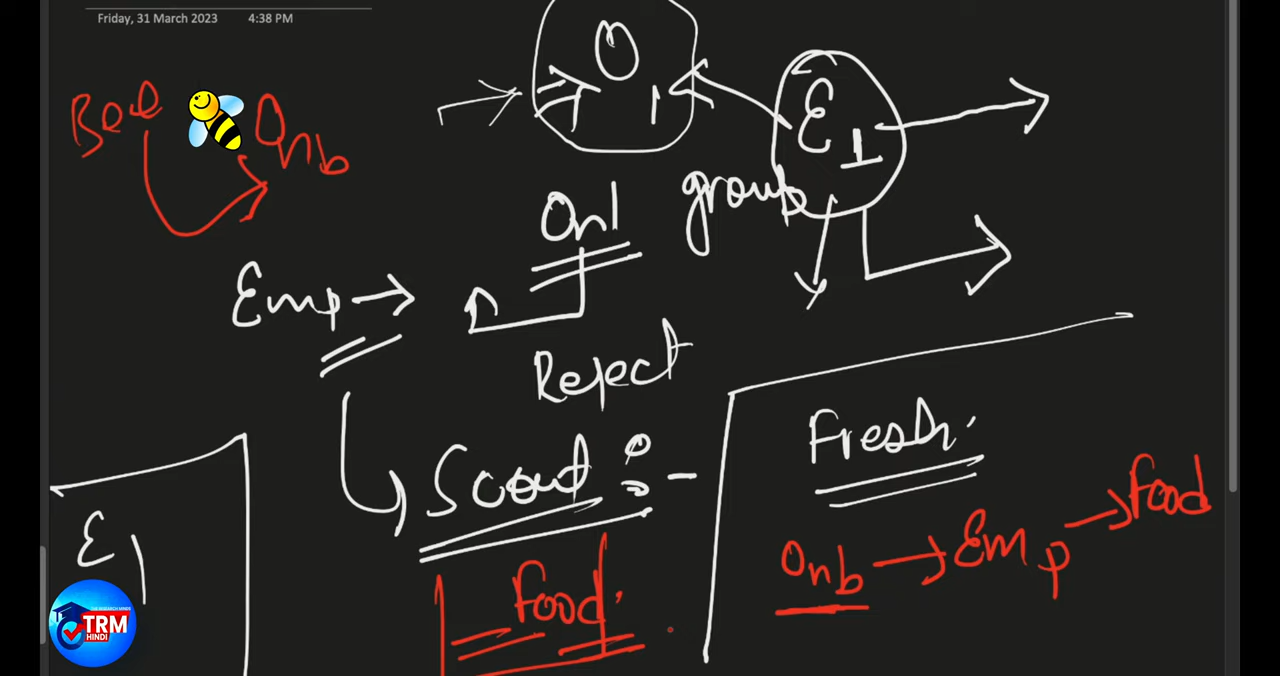 Friday, 31 March 2023 4:38 PM
O1
E1
Bee Onb
group
Onl
Emp →
Reject
Scout :-
Fresh.
E1
Food.
Onb → Emp → Food
TRM
HINDI